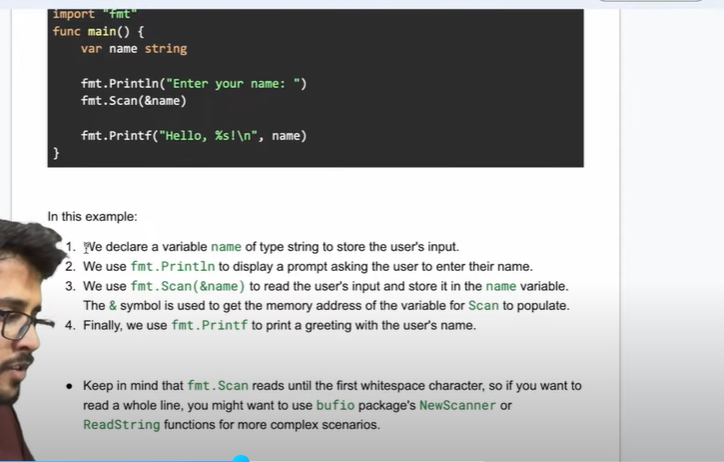 import "fmt"
func main() {
var name string
fmt.Println("Enter your name: ")
fmt.Scan(&name)
fmt.Printf("Hello, %s!\n", name)
}
In this example:
1. We declare a variable name of type string to store the user's input.
2. We use fmt.Println to display a prompt asking the user to enter their name.
3. We use fmt.Scan(&name) to read the user's input and store it in the name variable.
The & symbol is used to get the memory address of the variable for Scan to populate.
4. Finally, we use fmt.Printf to print a greeting with the user's name.
• Keep in mind that fmt.Scan reads until the first whitespace character, so if you want to
read a whole line, you might want to use bufio package's NewScanner or
ReadString functions for more complex scenarios.